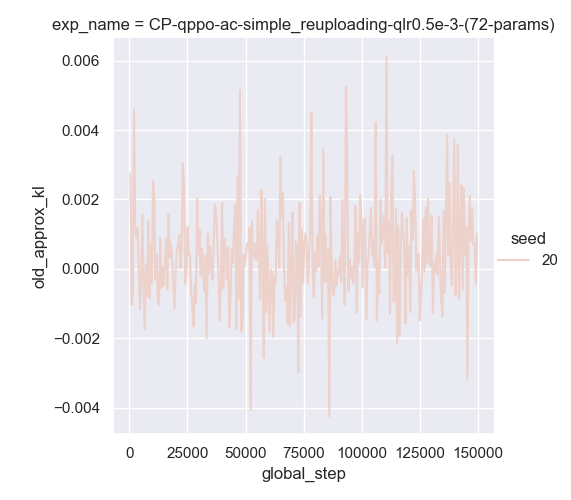 exp_name = CP-qppo-ac-simple_reuploading-qlr0.5e-3-(72-params)
0.006
0.004
0.002
0.000
−0.002
−0.004
old_approx_kl
0 25000 50000 75000 100000 125000 150000
global_step
seed
20